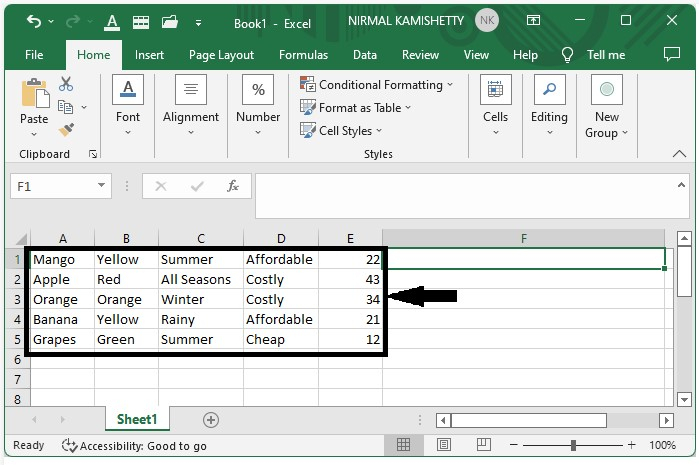 Book1 - Excel NIRMAL KAMISHETTY NK
File Home Insert Page Layout Formulas Data Review View Help Tell me
Paste
Clipboard
Font
Alignment
Number
%
Conditional Formatting
Format as Table
Cell Styles
Styles
Cells
Editing
New
Group
F1 fx
A B C D E F
1 Mango Yellow Summer Affordable 22
2 Apple Red All Seasons Costly 43
3 Orange Orange Winter Costly 34
4 Banana Yellow Rainy Affordable 21
5 Grapes Green Summer Cheap 12
6
7
8
Sheet1
Ready Accessibility: Good to go 100%